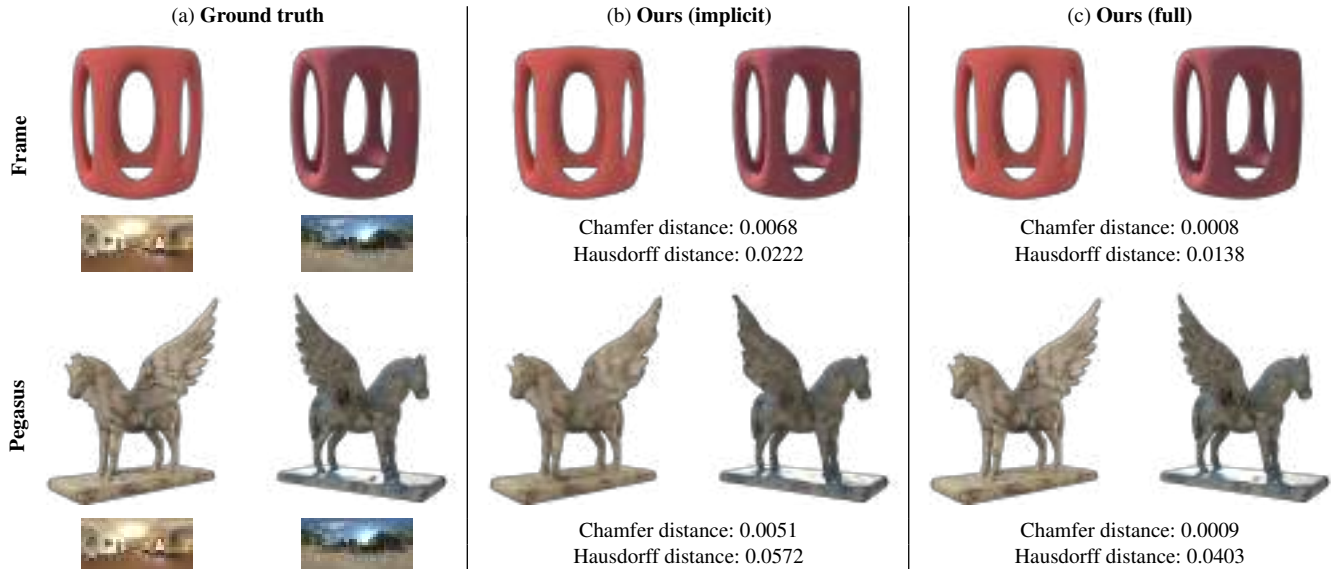 (a) Ground truth
(b) Ours (implicit)
(c) Ours (full)
Frame
Chamfer distance: 0.0068
Hausdorff distance: 0.0222
Chamfer distance: 0.0008
Hausdorff distance: 0.0138
Pegasus
Chamfer distance: 0.0051
Hausdorff distance: 0.0572
Chamfer distance: 0.0009
Hausdorff distance: 0.0403